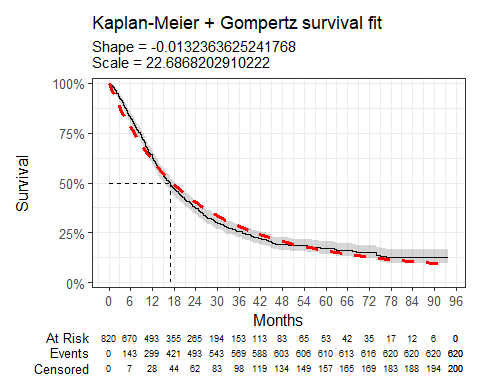 Kaplan-Meier + Gompertz survival fit
Shape = -0.0132363625241768
Scale = 22.6868202910222
100%
75%
50%
25%
0%
Survival
0 6 12 18 24 30 36 42 48 54 60 66 72 78 84 90 96
Months
At Risk 820 670 493 355 265 194 153 113 83 65 53 42 35 17 12 6 0
Events 0 143 299 421 493 543 569 588 603 606 610 613 616 620 620 620 620
Censored 0 7 28 44 62 83 98 119 134 149 157 165 169 183 188 194 200